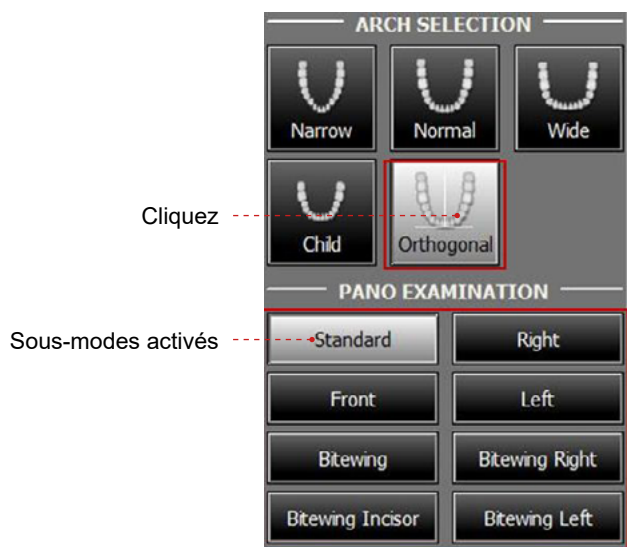 ARCH SELECTION
Narrow
Normal
Wide
Cliquez
Child
Orthogonal
PANO EXAMINATION
Sous-modes activés
Standard
Right
Front
Left
Bitewing
Bitewing Right
Bitewing Incisor
Bitewing Left